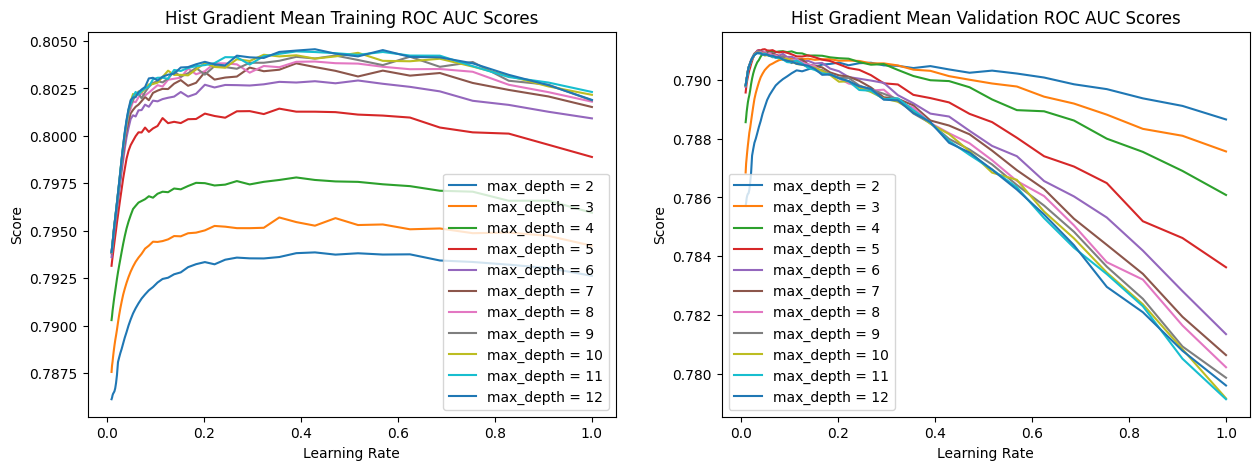 Hist Gradient Mean Training ROC AUC Scores
0.8050
0.8025
0.8000
0.7975
0.7950
0.7925
0.7900
0.7875
Score
max_depth = 2
max_depth = 3
max_depth = 4
max_depth = 5
max_depth = 6
max_depth = 7
max_depth = 8
max_depth = 9
max_depth = 10
max_depth = 11
max_depth = 12
0.0 0.2 0.4 0.6 0.8 1.0
Learning Rate
Hist Gradient Mean Validation ROC AUC Scores
0.790
0.788
0.786
0.784
0.782
0.780
Score
max_depth = 2
max_depth = 3
max_depth = 4
max_depth = 5
max_depth = 6
max_depth = 7
max_depth = 8
max_depth = 9
max_depth = 10
max_depth = 11
max_depth = 12
0.0 0.2 0.4 0.6 0.8 1.0
Learning Rate